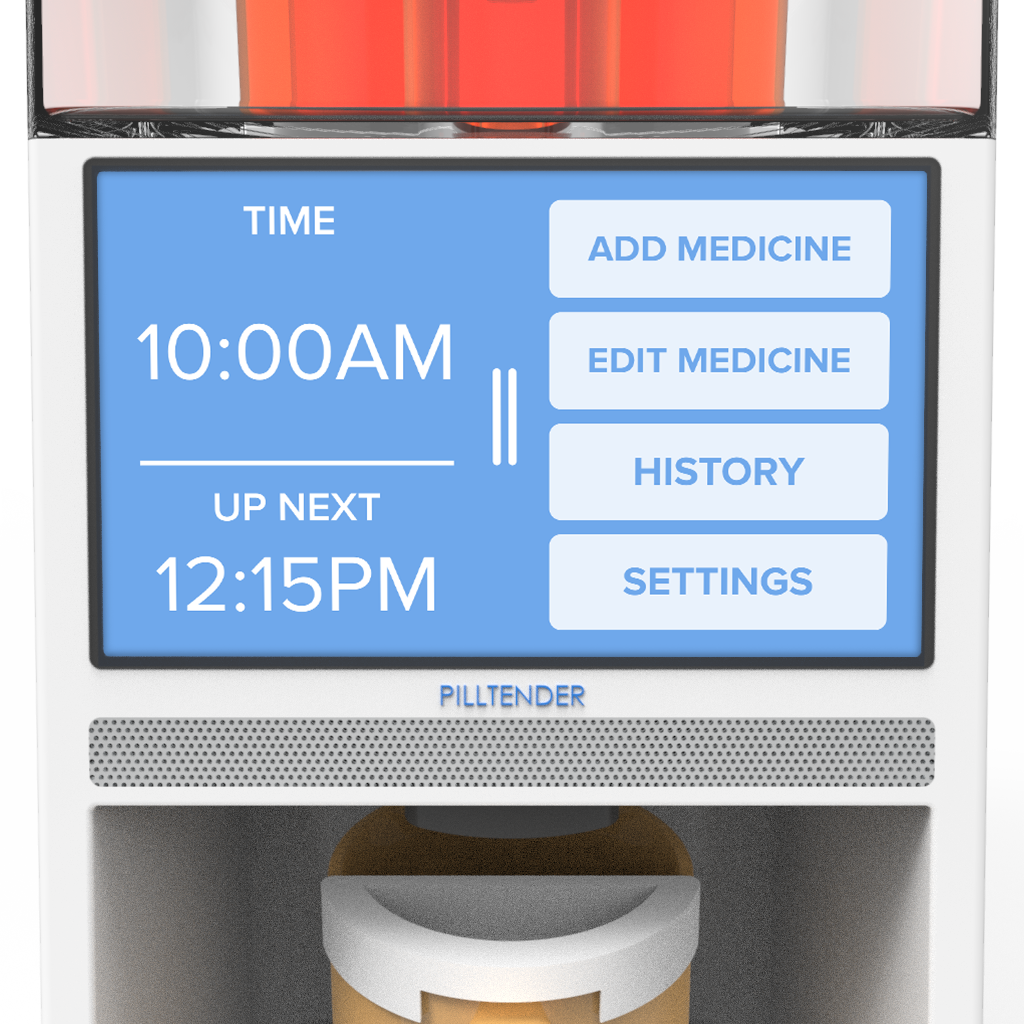 TIME
10:00AM
UP NEXT
12:15PM
ADD MEDICINE
EDIT MEDICINE
HISTORY
SETTINGS
PILLTENDER